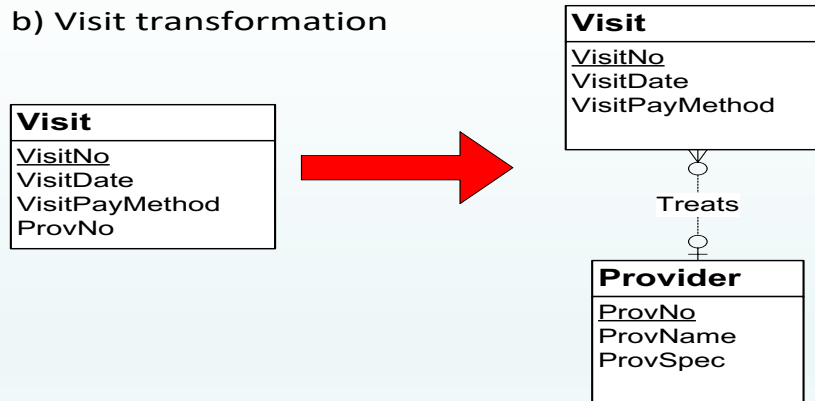 b) Visit transformation
Visit
VisitNo
VisitDate
VisitPayMethod
ProvNo
Visit
VisitNo
VisitDate
VisitPayMethod
Treats
Provider
ProvNo
ProvName
ProvSpec